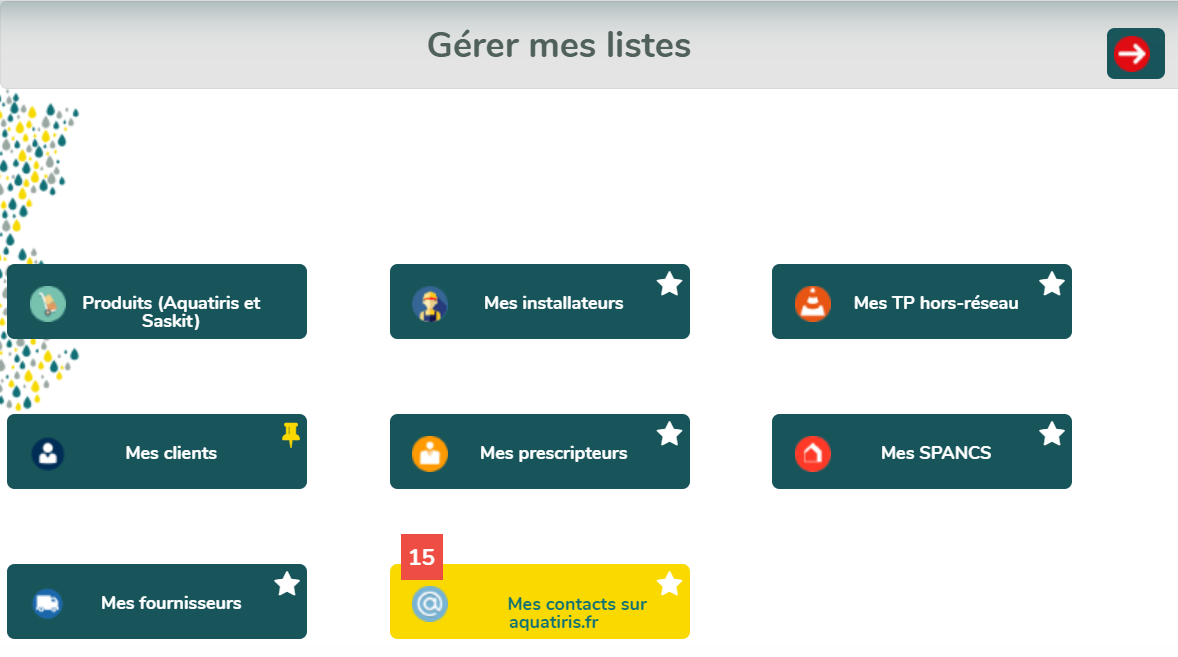 Gérer mes listes
Produits (Aquatiris et
Saskit)
Mes installateurs
Mes TP hors-réseau
Mes clients
Mes prescripteurs
Mes SPANCS
Mes fournisseurs
15
@
Mes contacts sur
aquatiris.fr